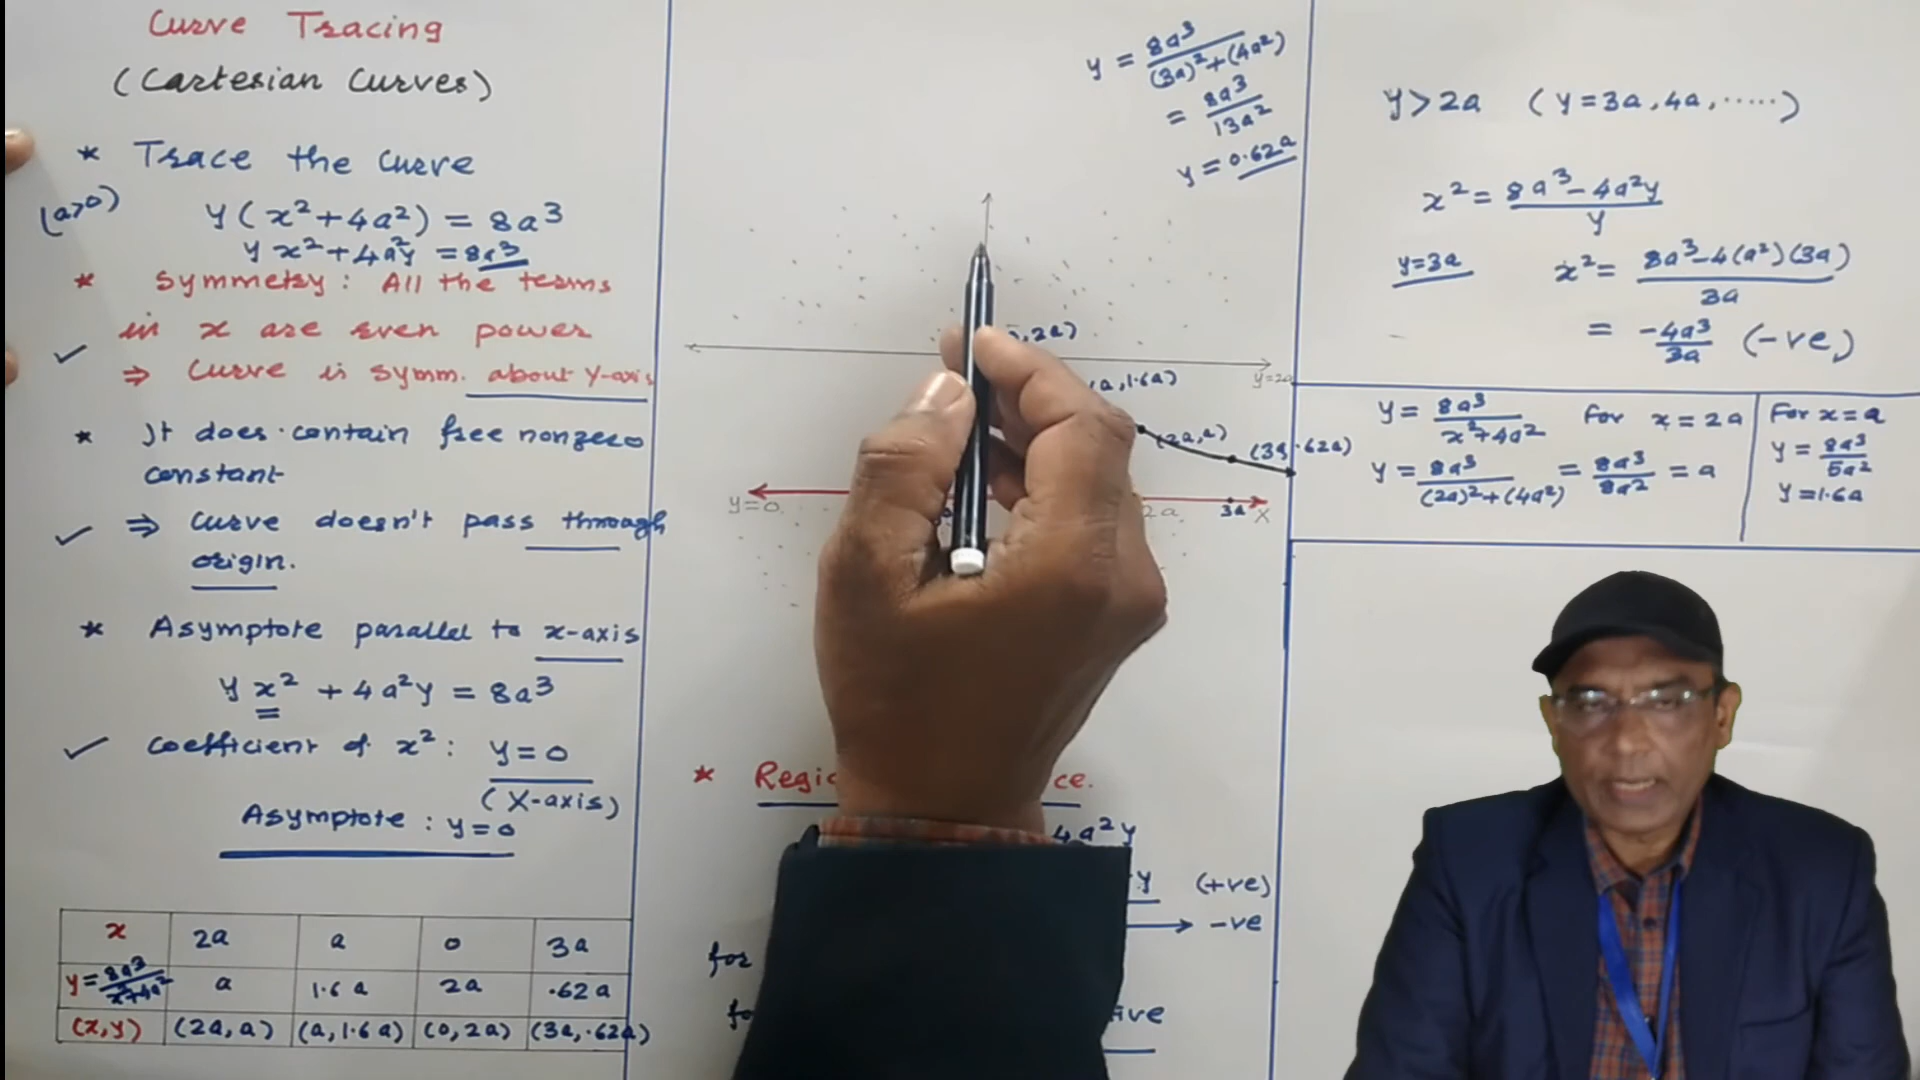 Curve Tracing
(Cartesian Curves)
* Trace the curve
(a>0)
y(x²+4a²) = 8a³
yx²+4a²y = 8a³
* Symmetry: All the terms
in x are even power
⇒ Curve is symm. about Y-axis
* It does contain free nonzero
constant
⇒ Curve doesn't pass through
origin.
* Asymptote parallel to x-axis
yx² + 4a²y = 8a³
✓ coefficient of x²: y=0
(X-axis)
Asymptote : y=0
x 2a a 0 3a
y=8a³/x²+4a² a 1.6a 2a .62a
(x,y) (2a,a) (a,1.6a) (0,2a) (3a,.62a)
y = 8a³/(3a)²+(4a²)
= 8a³/13a²
y = 0.62a
,2a)
y=2a
a,1.6a)
(2a,a)
(3a,.62a)
y=0
2a
3a
X
*
ce.
4a²y
y (+ve)
→ -ve
for
y>2a (y=3a,4a,.....)
x² = 8a³-4a²y/y
y=3a x² = 8a³-4(a²)(3a)/3a
= -4a³/3a (-ve)
y = 8a³/x²+4a² for x=2a
y = 8a³/(2a)²+(4a²) = 8a³/8a² = a
For x=a
y = 8a³/5a²
y=1.6a